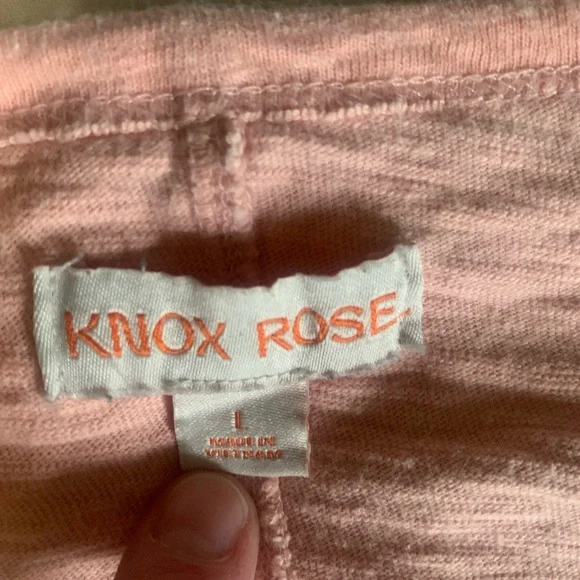 KNOX ROSE
L
MADE IN
VIETNAM